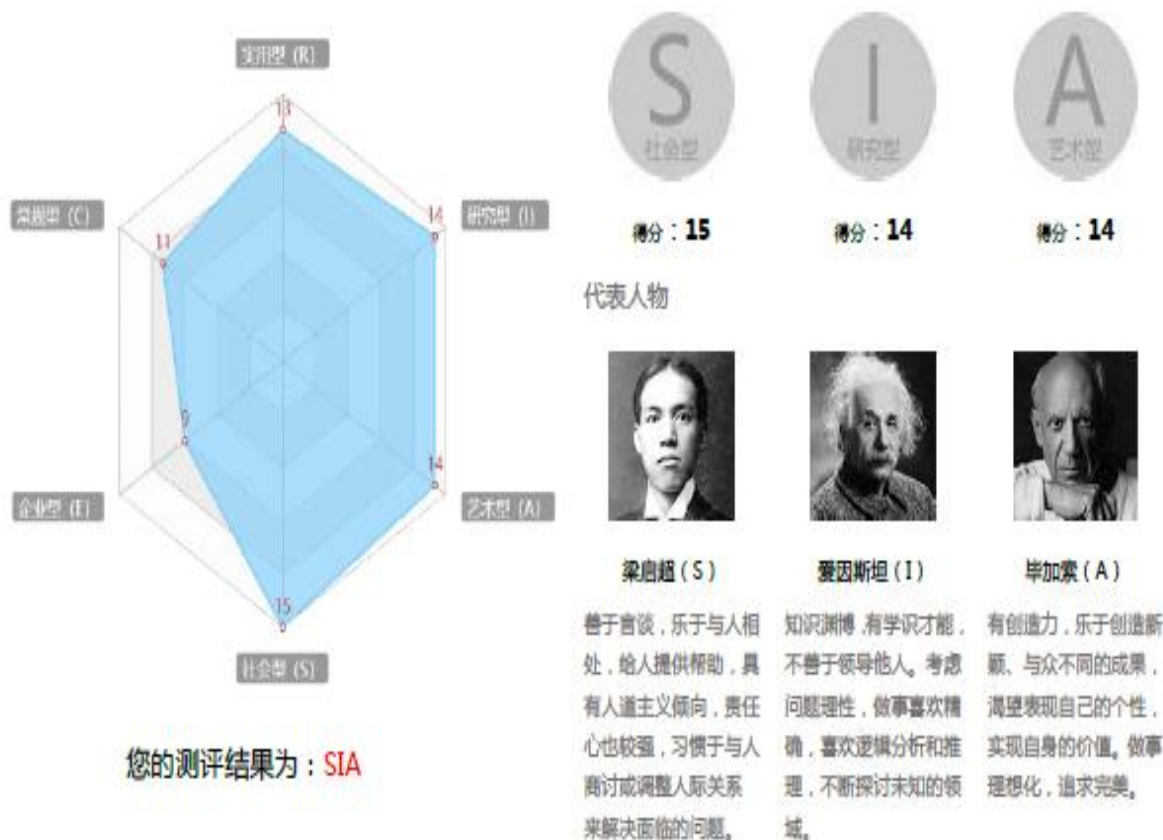 实用型 (R)
13
常规型 (C)
11
研究型 (I)
14
9
企业型 (E)
14
艺术型 (A)
15
社会型 (S)
您的测评结果为：SIA
S
社会型
I
研究型
A
艺术型
得分：15
得分：14
得分：14
代表人物
梁启超（S）
爱因斯坦（I）
毕加索（A）
善于言谈，乐于与人相
处，给人提供帮助，具
有人道主义倾向，责任
心也较强，习惯于与人
商讨或调整人际关系
来解决面临的问题。
知识渊博，有学识才能，
不善于领导他人。考虑
问题理性，做事喜欢精
确，喜欢逻辑分析和推
理，不断探讨未知的领
域。
有创造力，乐于创造新
颖、与众不同的成果，
渴望表现自己的个性，
实现自身的价值。做事
理想化，追求完美。